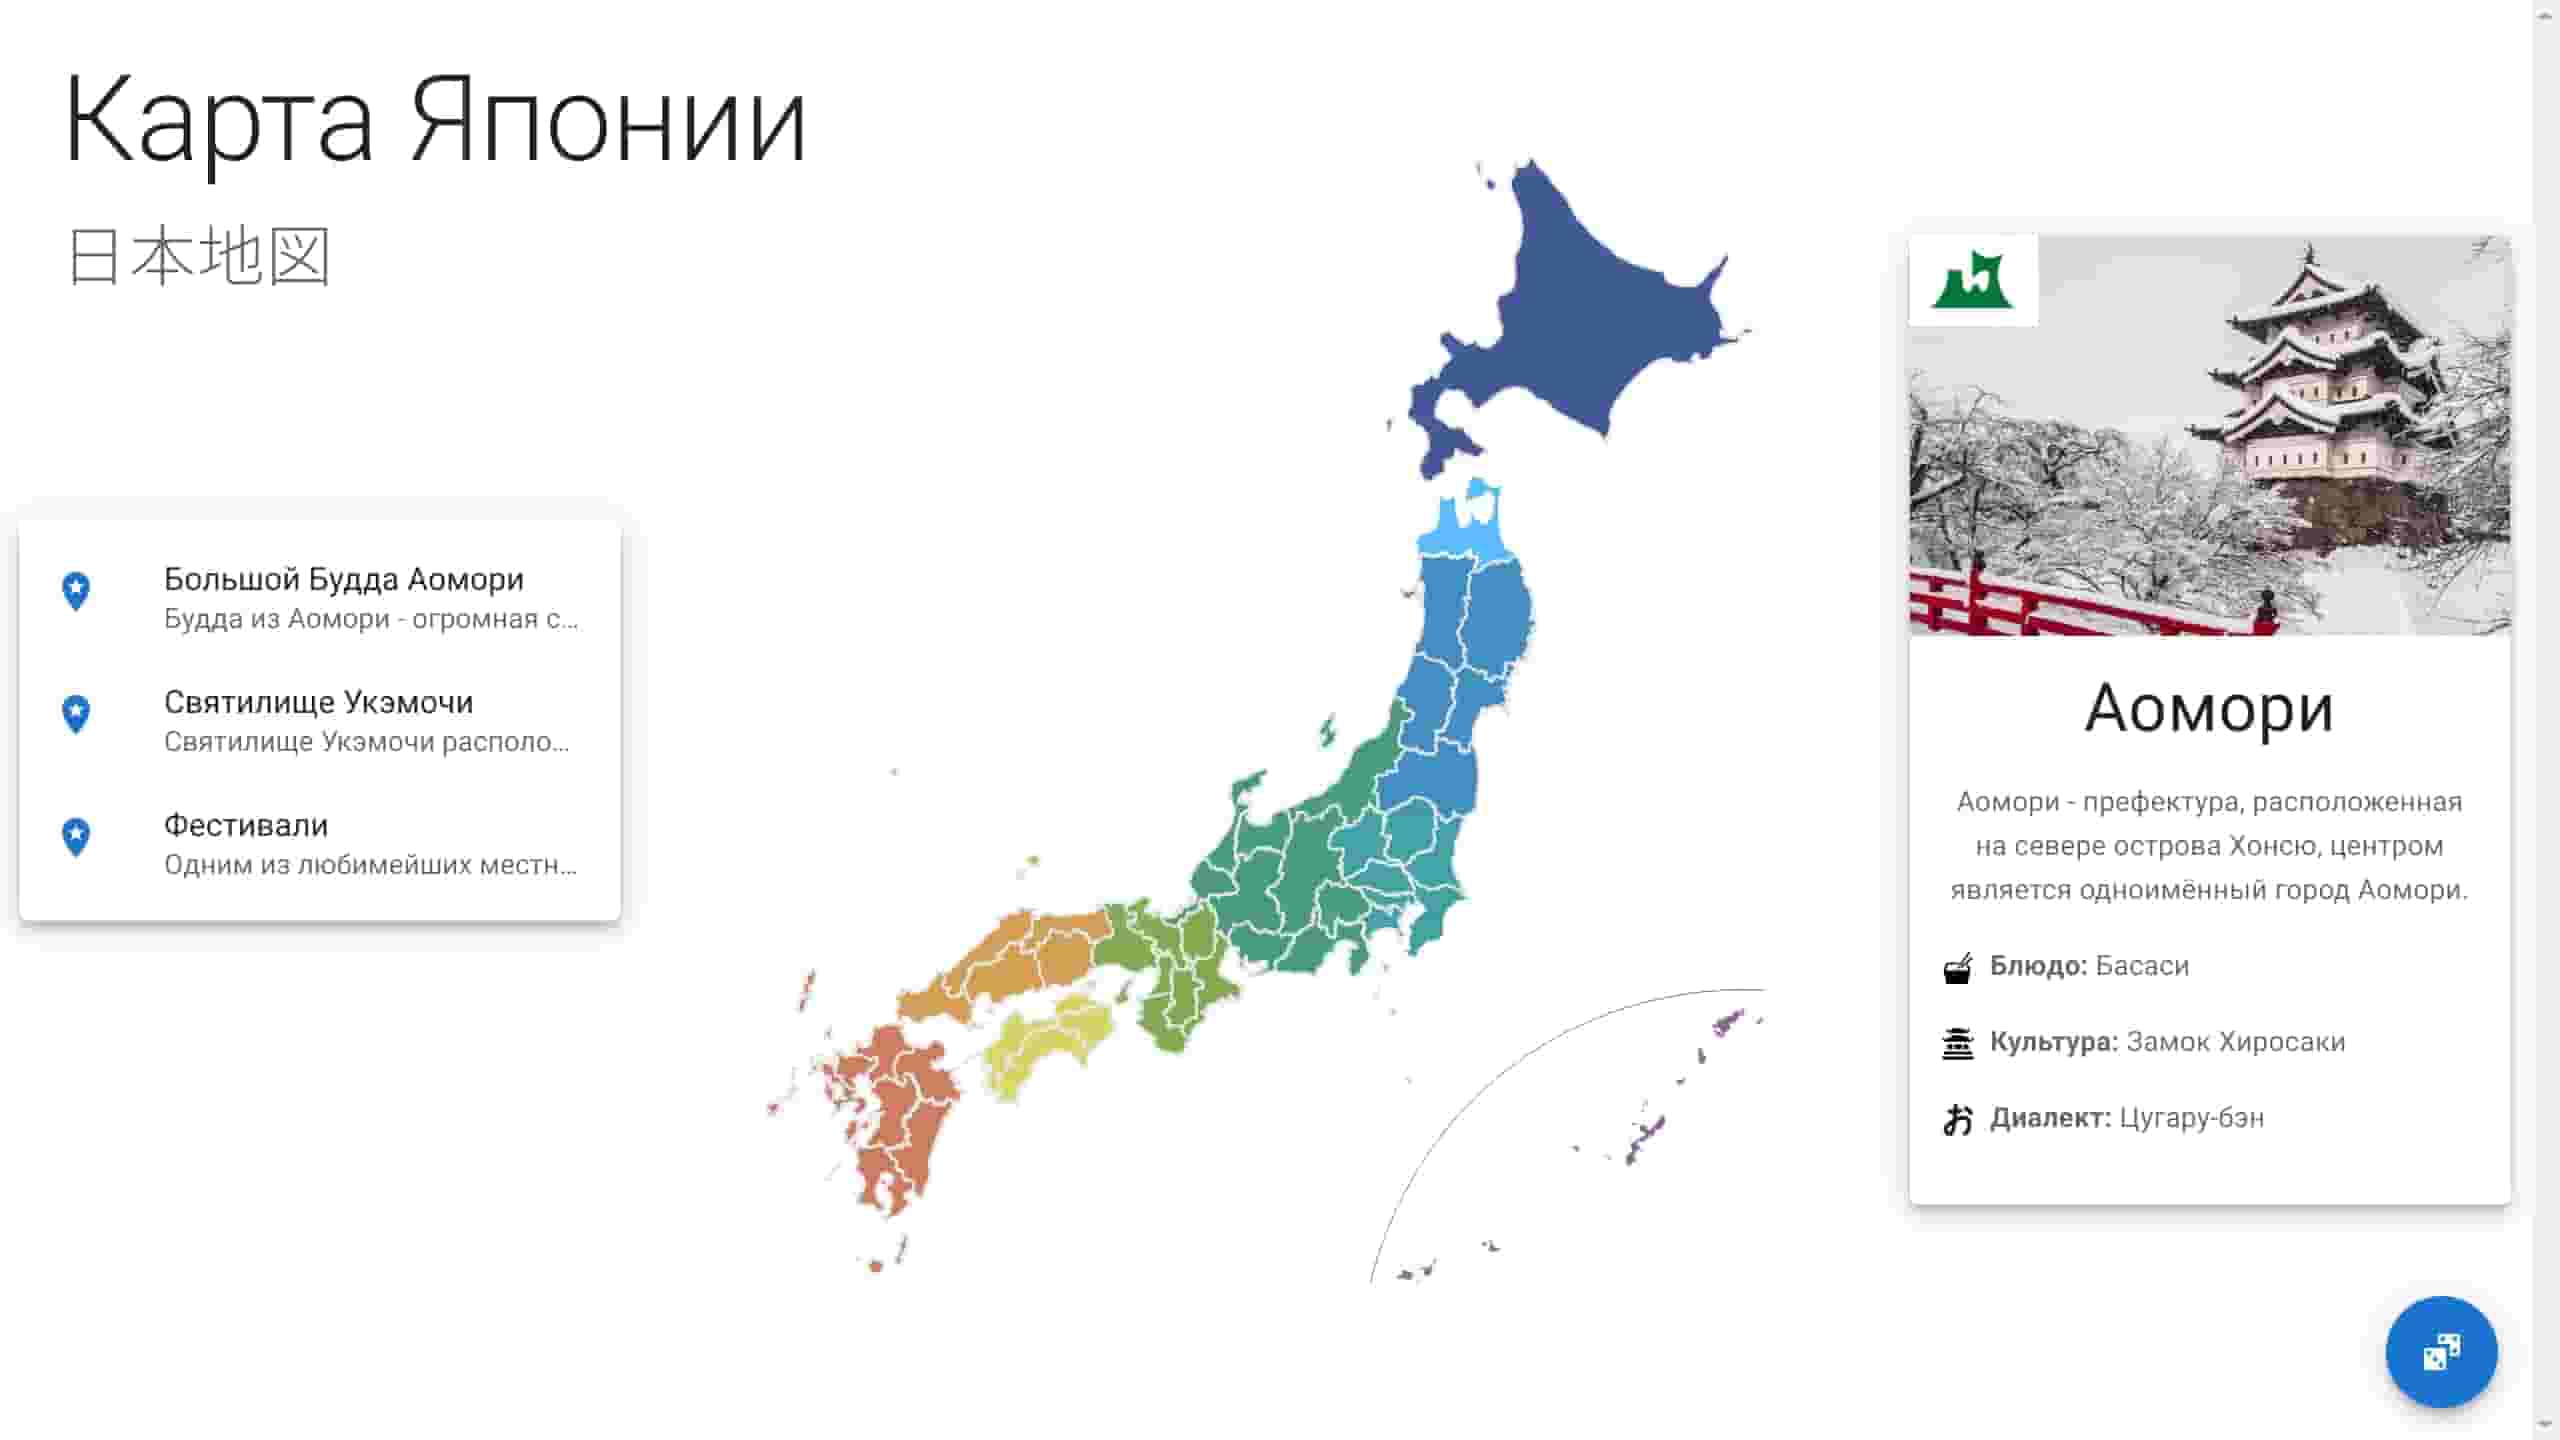 Карта Японии
日本地図
Большой Будда Аомори
Будда из Аомори - огромная с...
Святилище Укэмочи
Святилище Укэмочи располо...
Фестивали
Одним из любимейших местн...
Аомори
Аомори - префектура, расположенная
на севере острова Хонсю, центром
является одноимённый город Аомори.
Блюдо: Басаси
Культура: Замок Хиросаки
お Диалект: Цугару-бэн